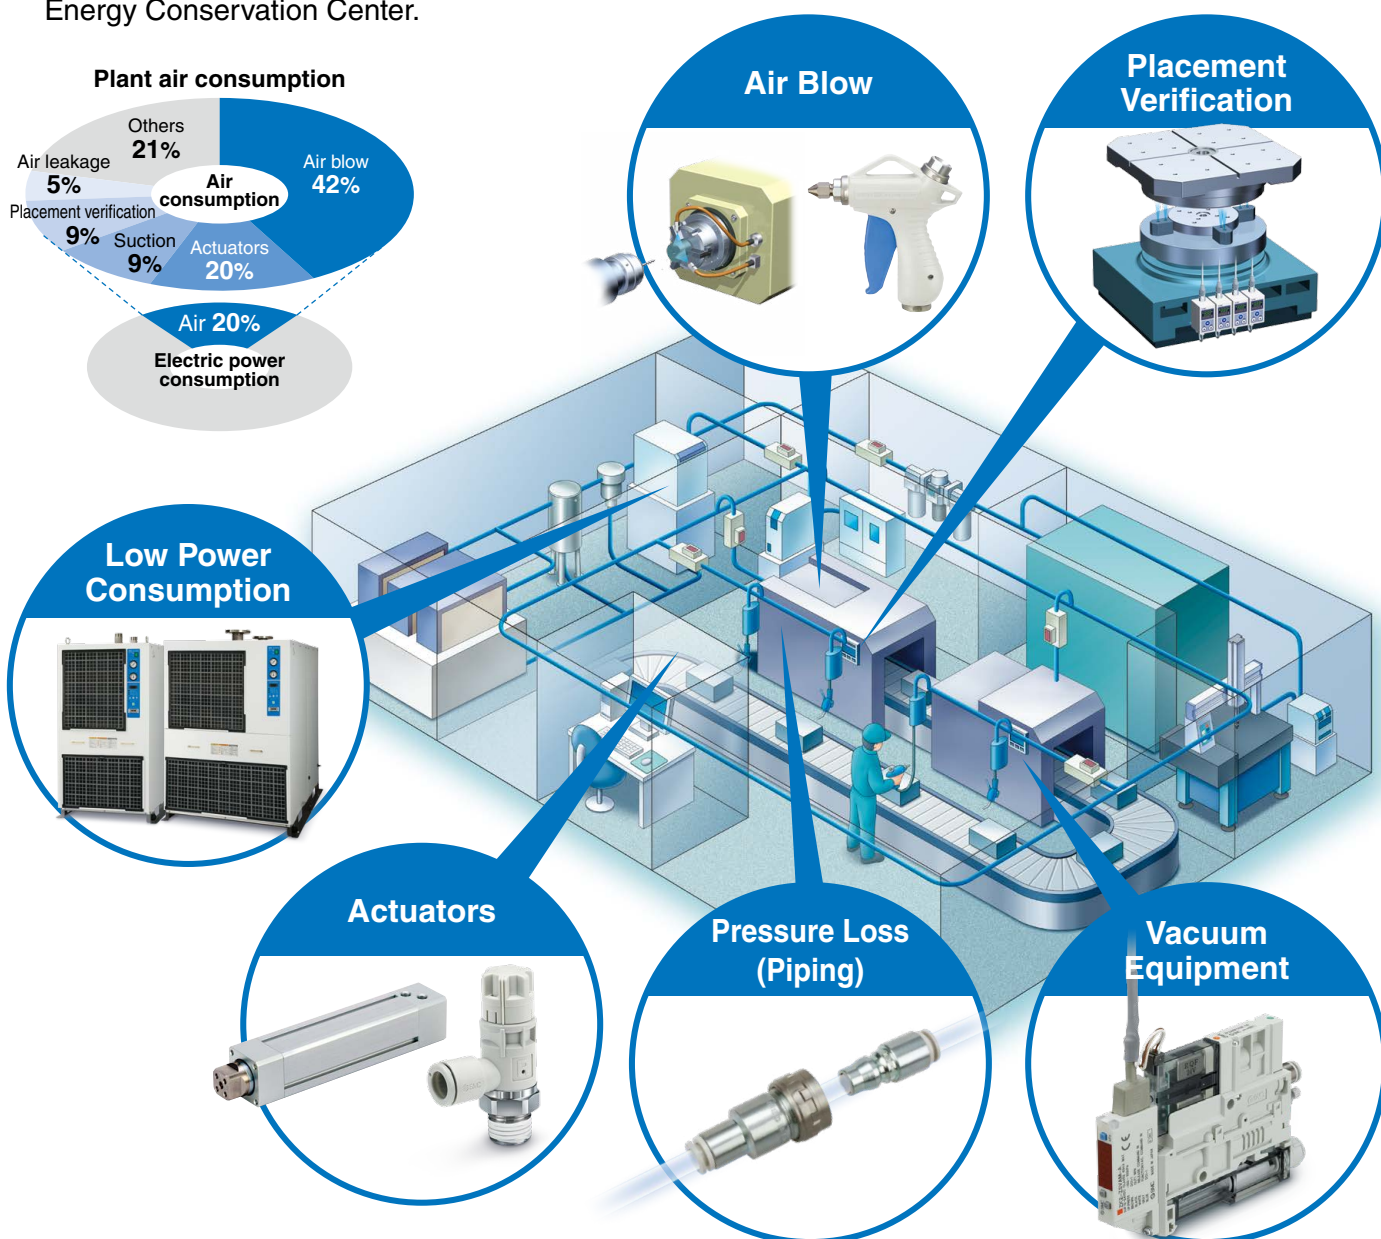 Energy Conservation Center.
Plant air consumption
Others
21%
Air leakage
5%
Placement verification
9%
Suction
9%
Actuators
20%
Air blow
42%
Air
consumption
Air 20%
Electric power
consumption
Air Blow
Placement
Verification
Low Power
Consumption
Actuators
Pressure Loss
(Piping)
Vacuum
Equipment